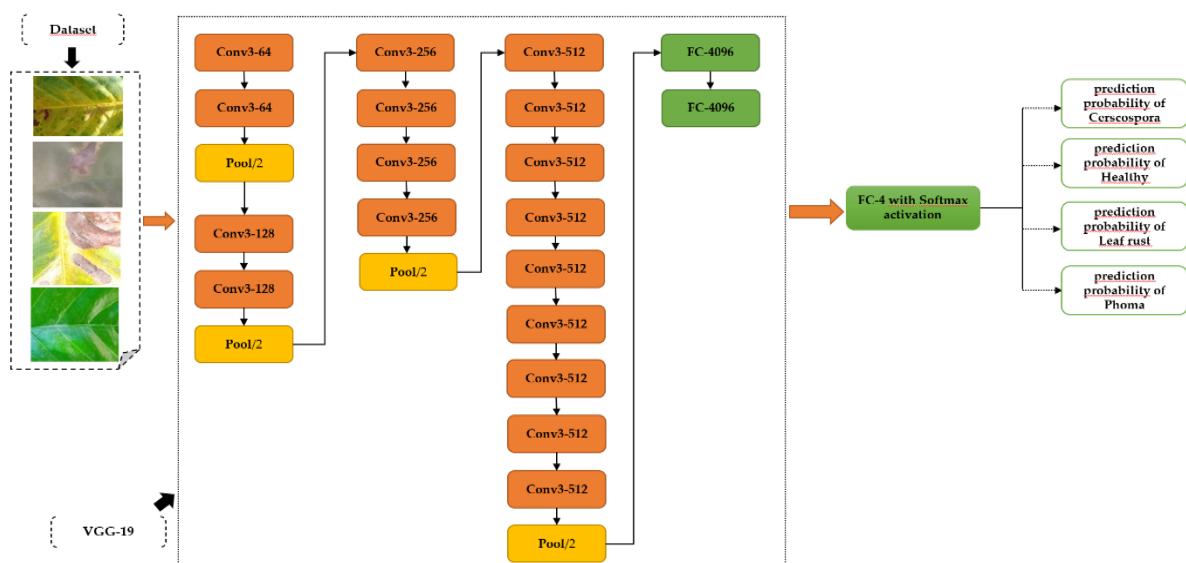 Dataset
Conv3-64
Conv3-64
Pool/2
Conv3-128
Conv3-128
Pool/2
Conv3-256
Conv3-256
Conv3-256
Conv3-256
Pool/2
Conv3-512
Conv3-512
Conv3-512
Conv3-512
Conv3-512
Conv3-512
Conv3-512
Conv3-512
Conv3-512
Pool/2
FC-4096
FC-4096
FC-4 with Softmax
activation
prediction
probability of
Cerscospora
prediction
probability of
Healthy
prediction
probability of
Leaf rust
prediction
probability of
Phoma
VGG-19